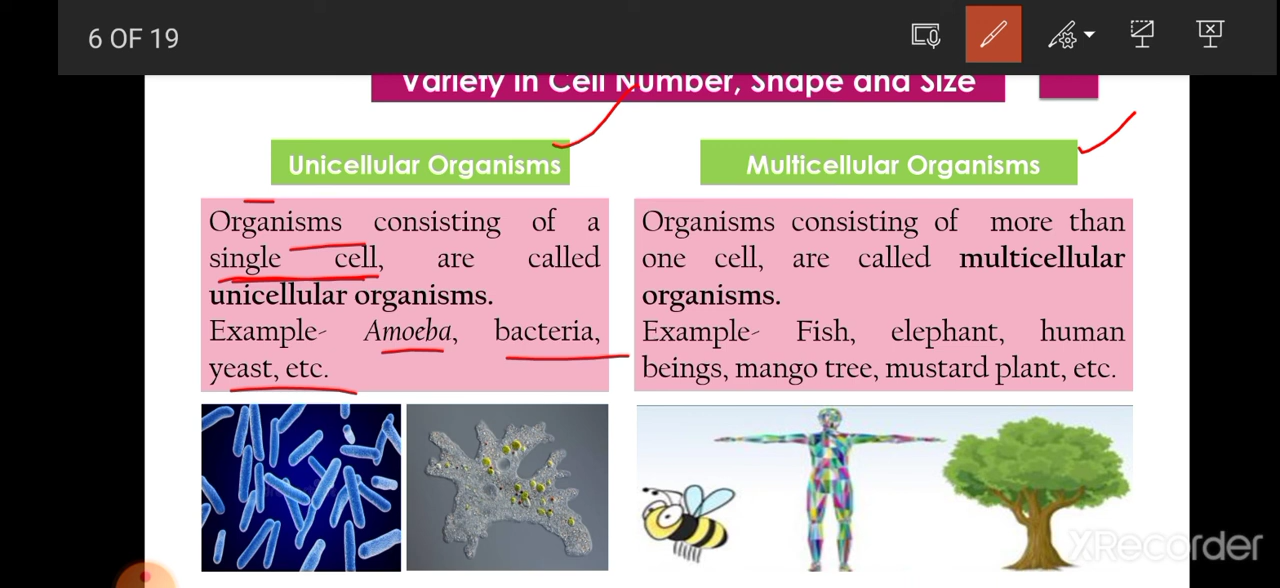 6 OF 19
Variety in Cell Number, Shape and Size
Unicellular Organisms
Organisms consisting of a
single cell, are called
unicellular organisms.
Example- Amoeba, bacteria,
yeast, etc.
Multicellular Organisms
Organisms consisting of more than
one cell, are called multicellular
organisms.
Example- Fish, elephant, human
beings, mango tree, mustard plant, etc.
XRecorder